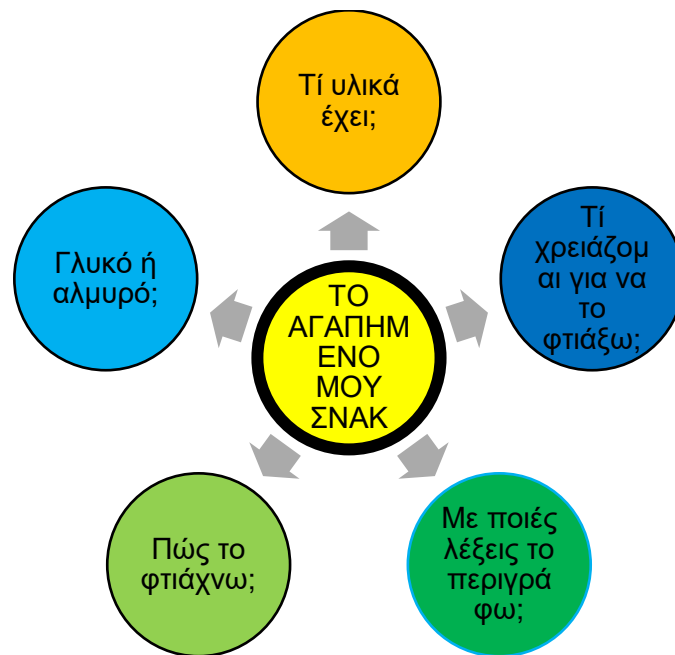 Τί υλικά
έχει;
Τί
χρειάζομ
αι για να
το
φτιάξω;
Με ποιές
λέξεις το
περιγρά
φω;
Πώς το
φτιάχνω;
Γλυκό ή
αλμυρό;
ΤΟ
ΑΓΑΠΗΜ
ΕΝΟ
ΜΟΥ
ΣΝΑΚ